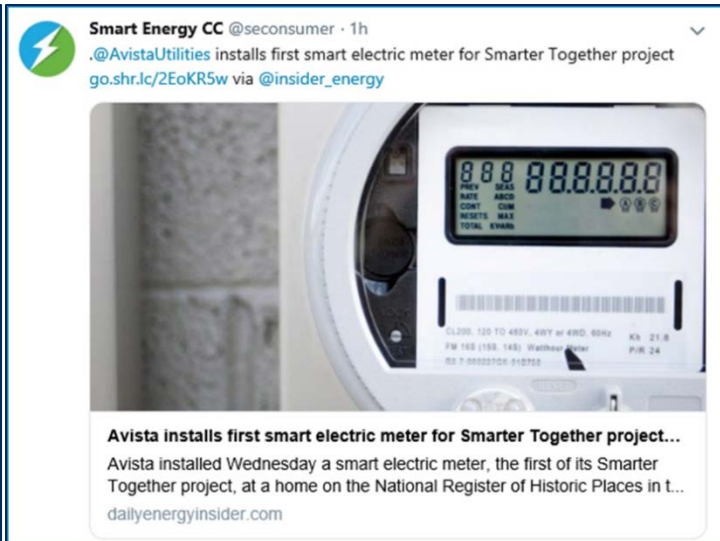 Smart Energy CC @seconsumer · 1h
.@AvistaUtilities installs first smart electric meter for Smarter Together project
go.shr.lc/2EoKR5w via @insider_energy
888 88.8.8.8.8
PREV SEAS
RATE ABCD
CONT CUM
RESETS MAX
TOTAL KVARh
A B C
CL200, 120 TO 480V, 4WY or 4WD, 60Hz
Kh 21.6
FM 16S (15S, 14S) Watthour Meter
P/R 24
Avista installs first smart electric meter for Smarter Together project...
Avista installed Wednesday a smart electric meter, the first of its Smarter
Together project, at a home on the National Register of Historic Places in t...
dailyenergyinsider.com